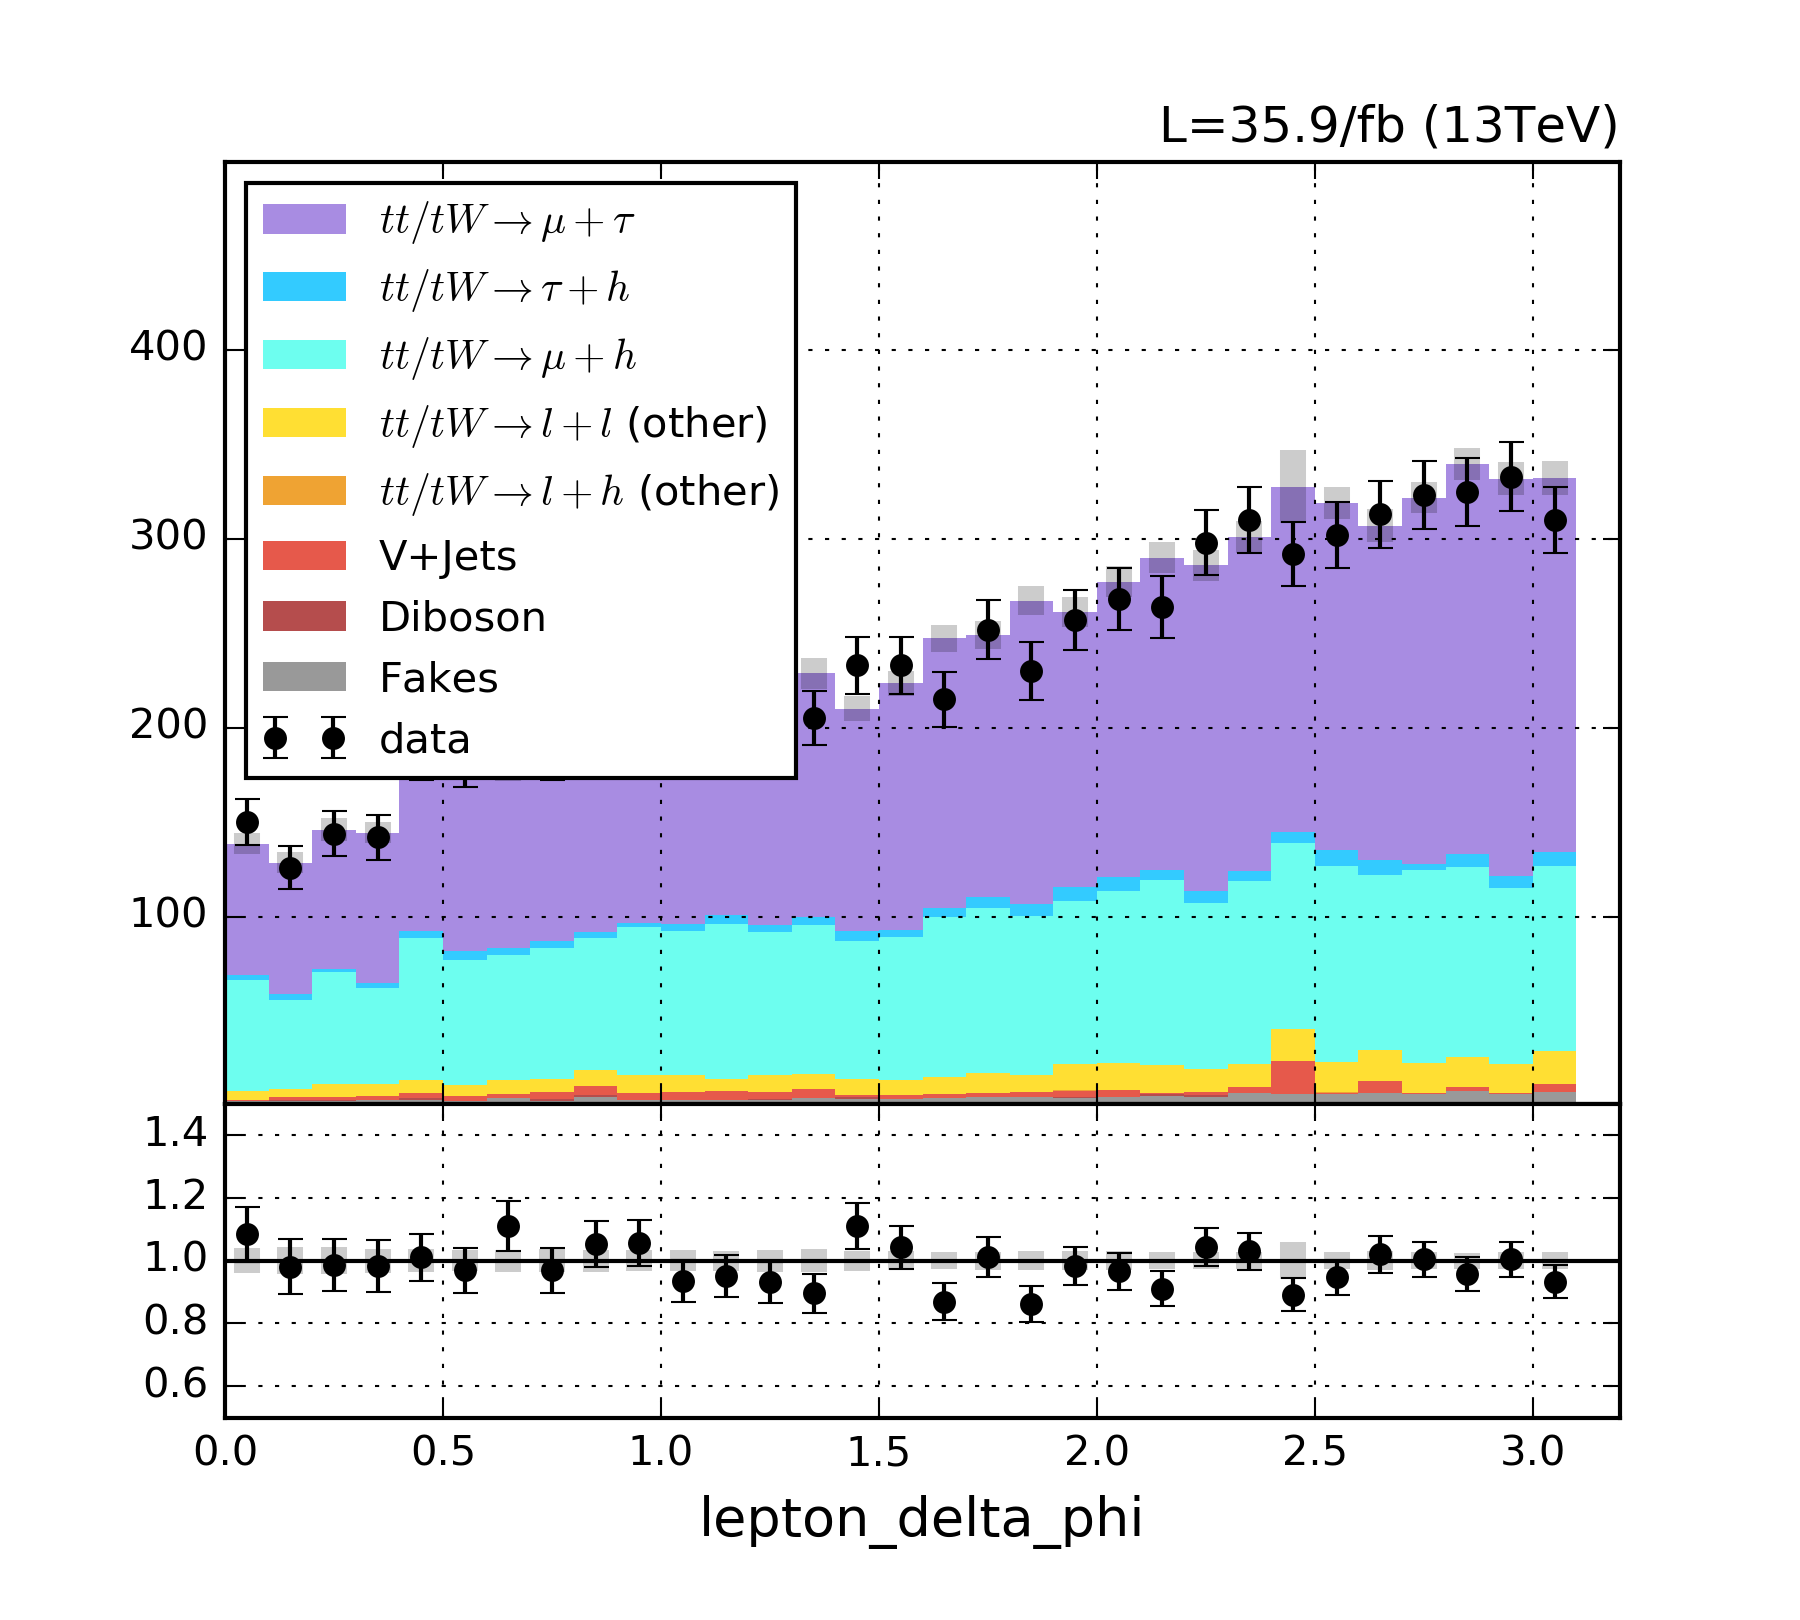 L=35.9/fb (13TeV)
tt/tW→μ+τ
tt/tW→τ+h
tt/tW→μ+h
tt/tW→l+l (other)
tt/tW→l+h (other)
V+Jets
Diboson
Fakes
data
400
300
200
100
1.4
1.2
1.0
0.8
0.6
0.0 0.5 1.0 1.5 2.0 2.5 3.0
lepton_delta_phi